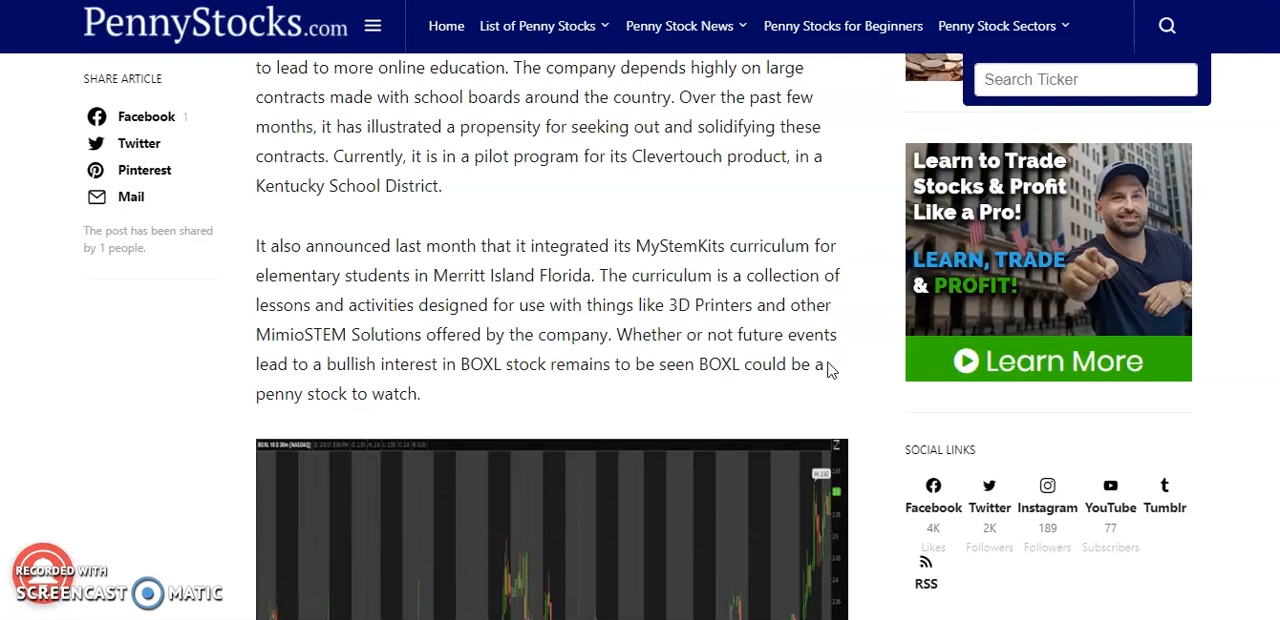 PennyStocks.com
Home
List of Penny Stocks
Penny Stock News
Penny Stocks for Beginners
Penny Stock Sectors
SHARE ARTICLE
Facebook 1
Twitter
Pinterest
Mail
The post has been shared
by 1 people.
to lead to more online education. The company depends highly on large
contracts made with school boards around the country. Over the past few
months, it has illustrated a propensity for seeking out and solidifying these
contracts. Currently, it is in a pilot program for its Clevertouch product, in a
Kentucky School District.
It also announced last month that it integrated its MyStemKits curriculum for
elementary students in Merritt Island Florida. The curriculum is a collection of
lessons and activities designed for use with things like 3D Printers and other
MimioSTEM Solutions offered by the company. Whether or not future events
lead to a bullish interest in BOXL stock remains to be seen BOXL could be a
penny stock to watch.
Search Ticker
Learn to Trade
Stocks & Profit
Like a Pro!
LEARN, TRADE
& PROFIT!
Learn More
SOCIAL LINKS
Facebook
4K
Likes
Twitter
2K
Followers
Instagram
189
Followers
YouTube
77
Subscribers
Tumblr
RSS
RECORDED WITH
SCREENCAST MATIC